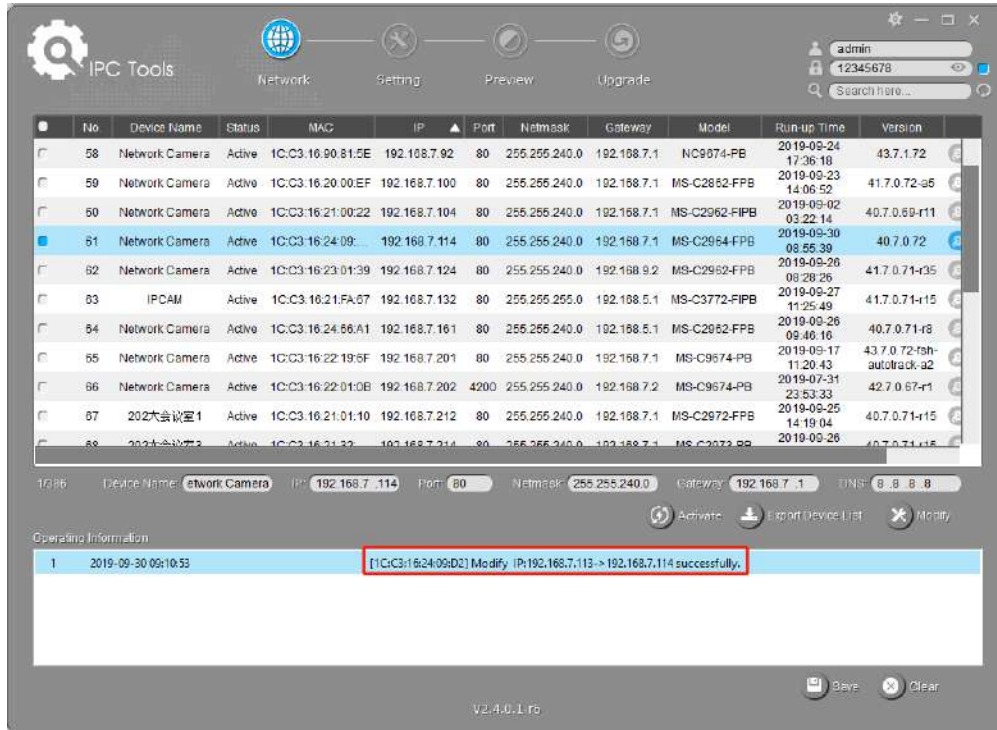 IPC Tools
Network
Setting
Preview
Upgrade
admin
12345678
Search here...
No. Device Name Status MAC IP Port Netmask Gateway Model Run-up Time Version
58 Network Camera Active 1C:C3:16:90:81:5E 192.168.7.92 80 255.255.240.0 192.168.7.1 NC9674-PB 2019-09-24 17:36:18 43.7.1.72
59 Network Camera Active 1C:C3:16:20:00:EF 192.168.7.100 80 255.255.240.0 192.168.7.1 MS-C2862-FPB 2019-09-23 14:06:52 41.7.0.72-a5
60 Network Camera Active 1C:C3:16:21:00:22 192.168.7.104 80 255.255.240.0 192.168.7.1 MS-C2962-FIPB 2019-09-02 03:22:14 40.7.0.69-r11
61 Network Camera Active 1C:C3:16:24:09:... 192.168.7.114 80 255.255.240.0 192.168.7.1 MS-C2964-FPB 2019-09-30 08:55:39 40.7.0.72
62 Network Camera Active 1C:C3:16:23:01:39 192.168.7.124 80 255.255.240.0 192.168.9.2 MS-C2962-FPB 2019-09-26 08:28:26 41.7.0.71-r35
63 IPCAM Active 1C:C3:16:21:FA:67 192.168.7.132 80 255.255.255.0 192.168.5.1 MS-C3772-FIPB 2019-09-27 11:25:49 41.7.0.71-r15
64 Network Camera Active 1C:C3:16:24:66:A1 192.168.7.161 80 255.255.240.0 192.168.5.1 MS-C2962-FPB 2019-09-26 09:46:16 40.7.0.71-r8
65 Network Camera Active 1C:C3:16:22:19:6F 192.168.7.201 80 255.255.240.0 192.168.7.1 MS-C9674-PB 2019-09-17 11:20:43 43.7.0.72-fsh-autotrack-a2
66 Network Camera Active 1C:C3:16:22:01:0B 192.168.7.202 4200 255.255.240.0 192.168.7.2 MS-C9674-PB 2019-07-31 23:53:33 42.7.0.67-r1
67 202大会议室1 Active 1C:C3:16:21:01:10 192.168.7.212 80 255.255.240.0 192.168.7.1 MS-C2972-FPB 2019-09-25 14:19:04 40.7.0.71-r15
2019-09-26
1/386 Device Name: etwork Camera IP: 192.168.7 .114 Port: 80 Netmask: 255.255.240.0 Gateway: 192.168.7 .1 DNS: 8 .8 .8 .8
Activate Export Device List Modify
Operating Information
1 2019-09-30 09:10:53 [1C:C3:16:24:09:D2] Modify IP:192.168.7.113-> 192.168.7.114 successfully.
Save Clear
V2.4.0.1-r6